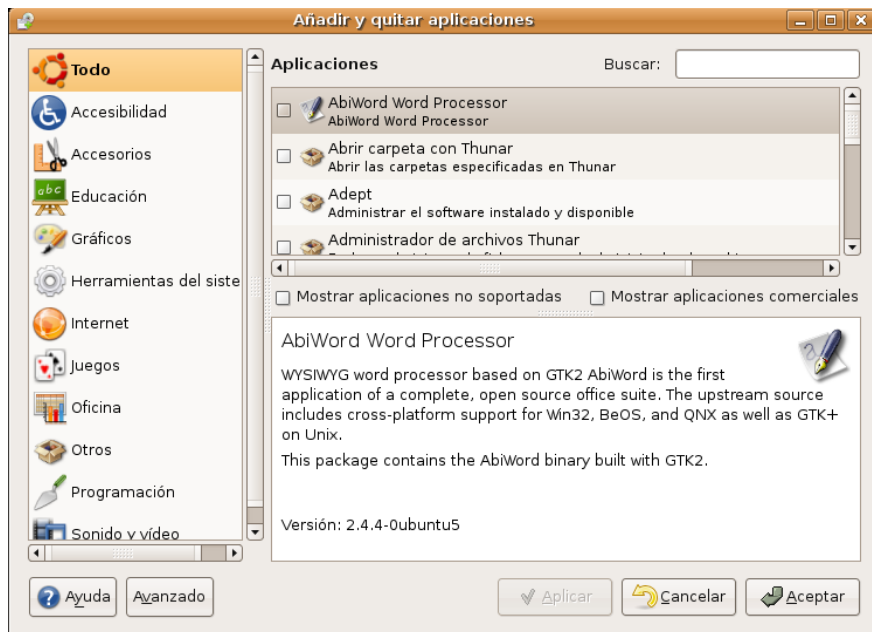 Añadir y quitar aplicaciones
Todo
Accesibilidad
Accesorios
abc
Educación
Gráficos
Herramientas del siste
Internet
Juegos
Oficina
Otros
Programación
Sonido y vídeo
Aplicaciones
Buscar:
AbiWord Word Processor
AbiWord Word Processor
Abrir carpeta con Thunar
Abrir las carpetas especificadas en Thunar
Adept
Administrar el software instalado y disponible
Administrador de archivos Thunar
Mostrar aplicaciones no soportadas
Mostrar aplicaciones comerciales
AbiWord Word Processor
WYSIWYG word processor based on GTK2 AbiWord is the first
application of a complete, open source office suite. The upstream source
includes cross-platform support for Win32, BeOS, and QNX as well as GTK+
on Unix.
This package contains the AbiWord binary built with GTK2.
Versión: 2.4.4-0ubuntu5
Ayuda
Avanzado
Aplicar
Cancelar
Aceptar